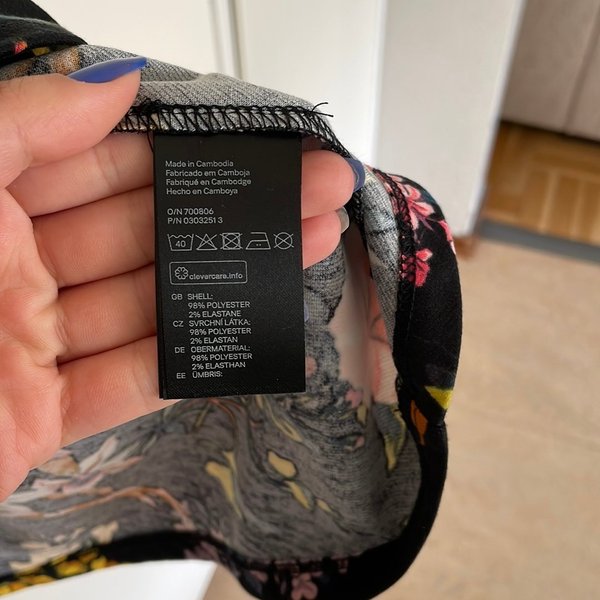 Made in Cambodia
Fabricado em Camboja
Fabriqué en Cambodge
Hecho en Camboya
O/N 700806
P/N 0303251 3
40
clevercare.info
GB SHELL:
98% POLYESTER
2% ELASTANE
CZ SVRCHNÍ LÁTKA:
98% POLYESTER
2% ELASTAN
DE OBERMATERIAL:
98% POLYESTER
2% ELASTHAN
EE ÜMBRIS: